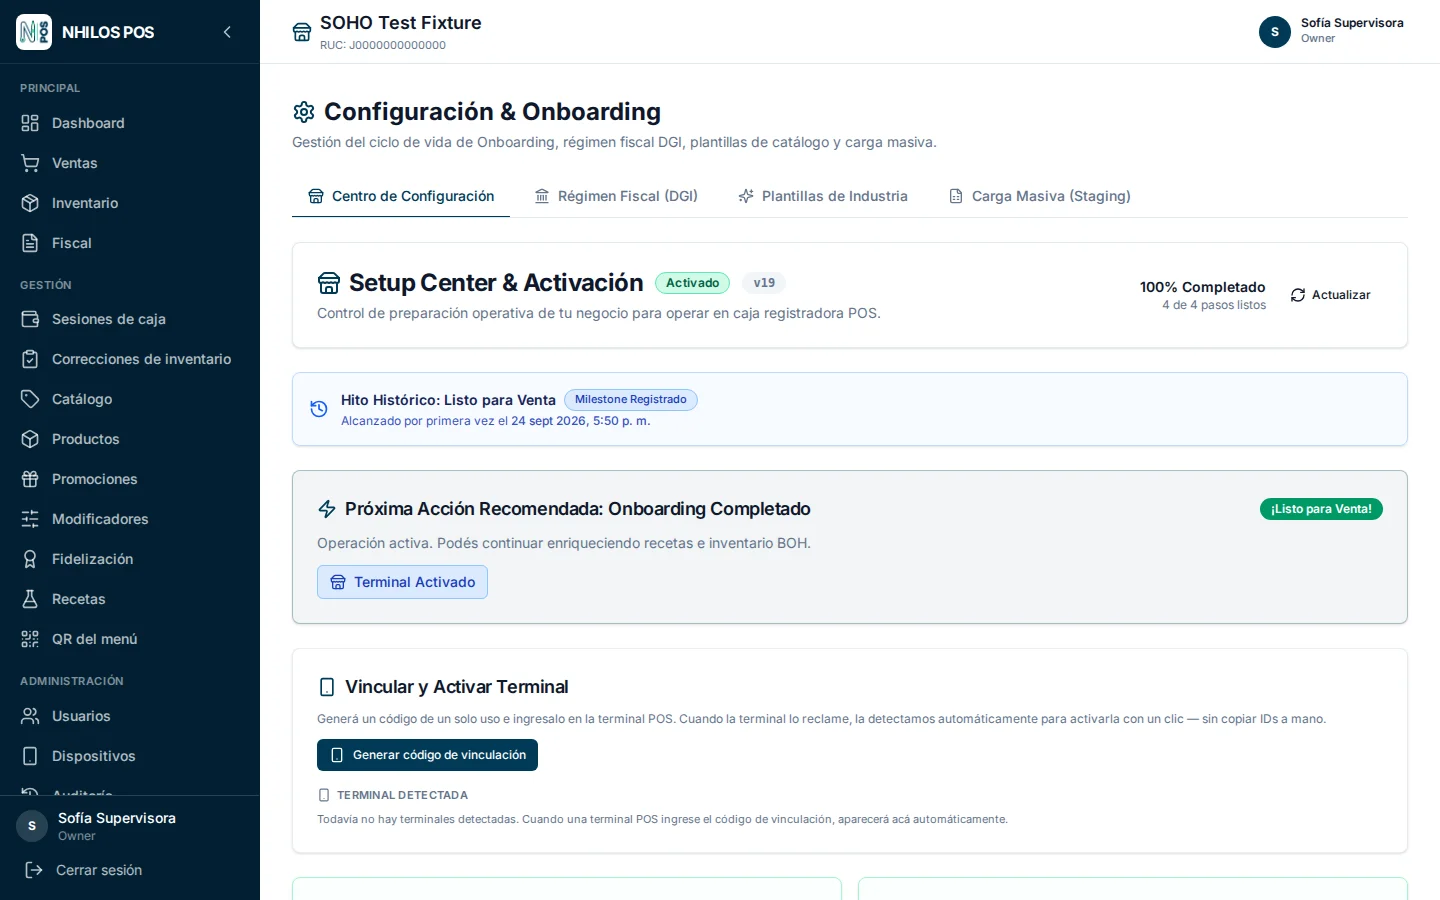 NHILOS POS
PRINCIPAL
Dashboard
Ventas
Inventario
Fiscal
GESTIÓN
Sesiones de caja
Correcciones de inventario
Catálogo
Productos
Promociones
Modificadores
Fidelización
Recetas
QR del menú
ADMINISTRACIÓN
Usuarios
Dispositivos
Auditoría
S
Sofía Supervisora
Owner
Cerrar sesión
SOHO Test Fixture
RUC: J0000000000000
S
Sofía Supervisora
Owner
Configuración & Onboarding
Gestión del ciclo de vida de Onboarding, régimen fiscal DGI, plantillas de catálogo y carga masiva.
Centro de Configuración
Régimen Fiscal (DGI)
Plantillas de Industria
Carga Masiva (Staging)
Setup Center & Activación
Activado
v19
Control de preparación operativa de tu negocio para operar en caja registradora POS.
100% Completado
4 de 4 pasos listos
Actualizar
Hito Histórico: Listo para Venta
Milestone Registrado
Alcanzado por primera vez el 24 sept 2026, 5:50 p. m.
Próxima Acción Recomendada: Onboarding Completado
¡Listo para Venta!
Operación activa. Podés continuar enriqueciendo recetas e inventario BOH.
Terminal Activado
Vincular y Activar Terminal
Generá un código de un solo uso e ingresalo en la terminal POS. Cuando la terminal lo reclame, la detectamos automáticamente para activarla con un clic — sin copiar IDs a mano.
Generar código de vinculación
TERMINAL DETECTADA
Todavía no hay terminales detectadas. Cuando una terminal POS ingrese el código de vinculación, aparecerá acá automáticamente.